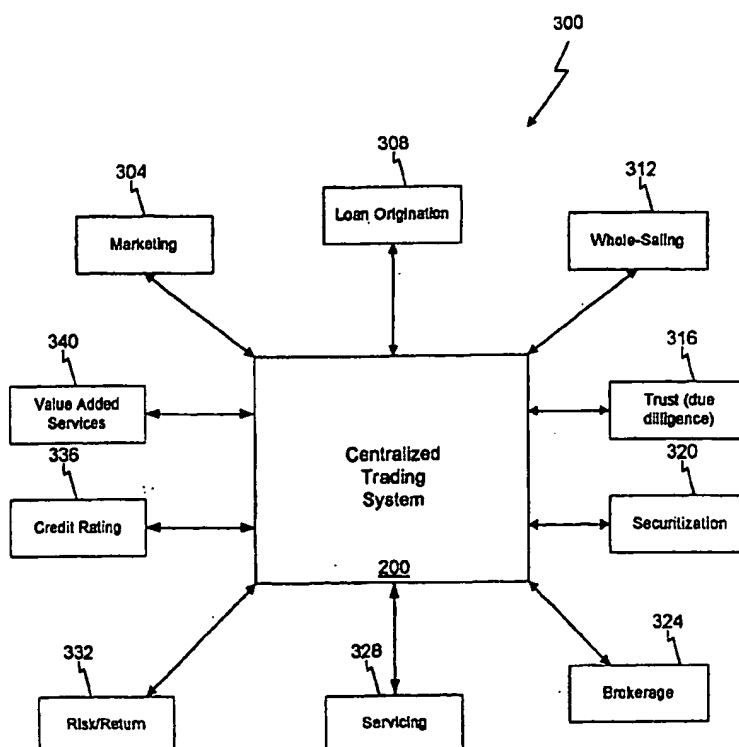 300
308
304
312
Loan Origination
Marketing
Whole-Saling
340
316
Value Added
Services
Trust (due
dilligence)
Centralized
Trading
System
336
320
Credit Rating
Securitization
200
332
328
324
Brokerage
Risk/Return
Servicing